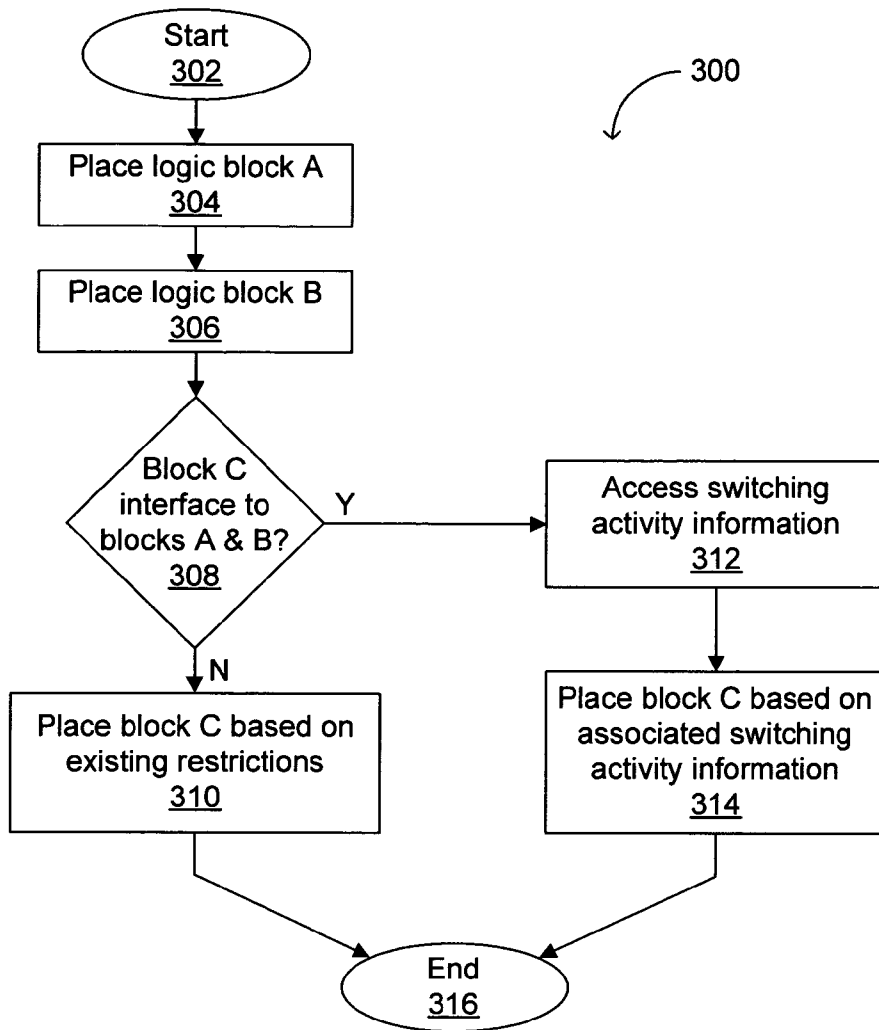 Start
302
300
Place logic block A
304
Place logic block B
306
Block C
interface to
blocks A & B?
308
Y
Access switching
activity information
312
N
Place block C based on
existing restrictions
310
Place block C based on
associated switching
activity information
314
End
316